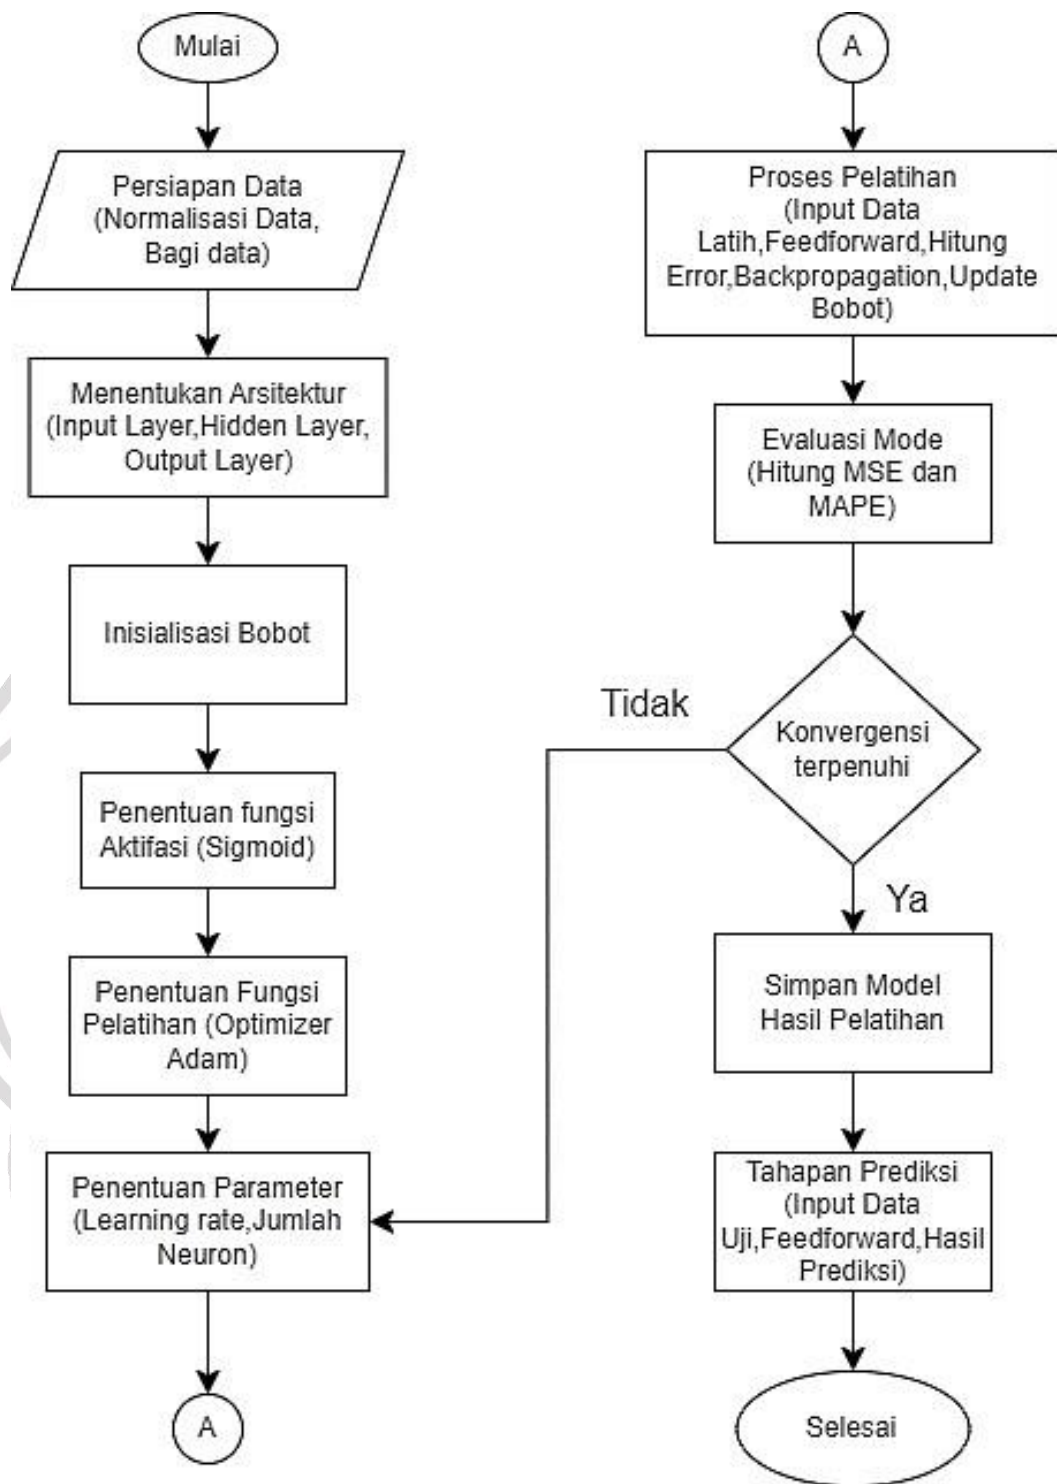 Mulai
Persiapan Data
(Normalisasi Data,
Bagi data)
Menentukan Arsitektur
(Input Layer,Hidden Layer,
Output Layer)
Inisialisasi Bobot
Penentuan fungsi
Aktifasi (Sigmoid)
Penentuan Fungsi
Pelatihan (Optimizer
Adam)
Penentuan Parameter
(Learning rate,Jumlah
Neuron)
A
A
Proses Pelatihan
(Input Data
Latih,Feedforward,Hitung
Error,Backpropagation,Update
Bobot)
Evaluasi Mode
(Hitung MSE dan
MAPE)
Konvergensi
terpenuhi
Tidak
Ya
Simpan Model
Hasil Pelatihan
Tahapan Prediksi
(Input Data
Uji,Feedforward,Hasil
Prediksi)
Selesai